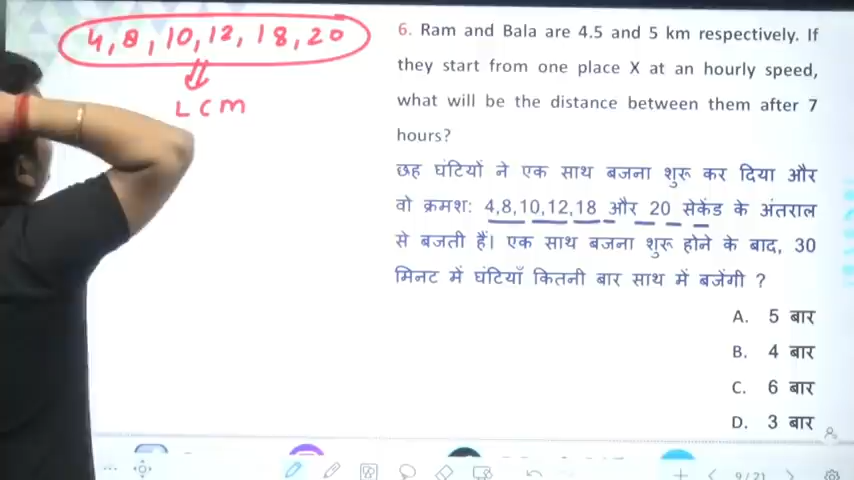 4, 8, 10, 12, 18, 20
LCM
6. Ram and Bala are 4.5 and 5 km respectively. If
they start from one place X at an hourly speed,
what will be the distance between them after 7
hours?
छह घंटियों ने एक साथ बजना शुरू कर दिया और
वो क्रमश: 4,8,10,12,18 और 20 सेकेंड के अंतराल
से बजती हैं। एक साथ बजना शुरू होने के बाद, 30
मिनट में घंटियाँ कितनी बार साथ में बजेंगी ?
A. 5 बार
B. 4 बार
C. 6 बार
D. 3 बार
9/21